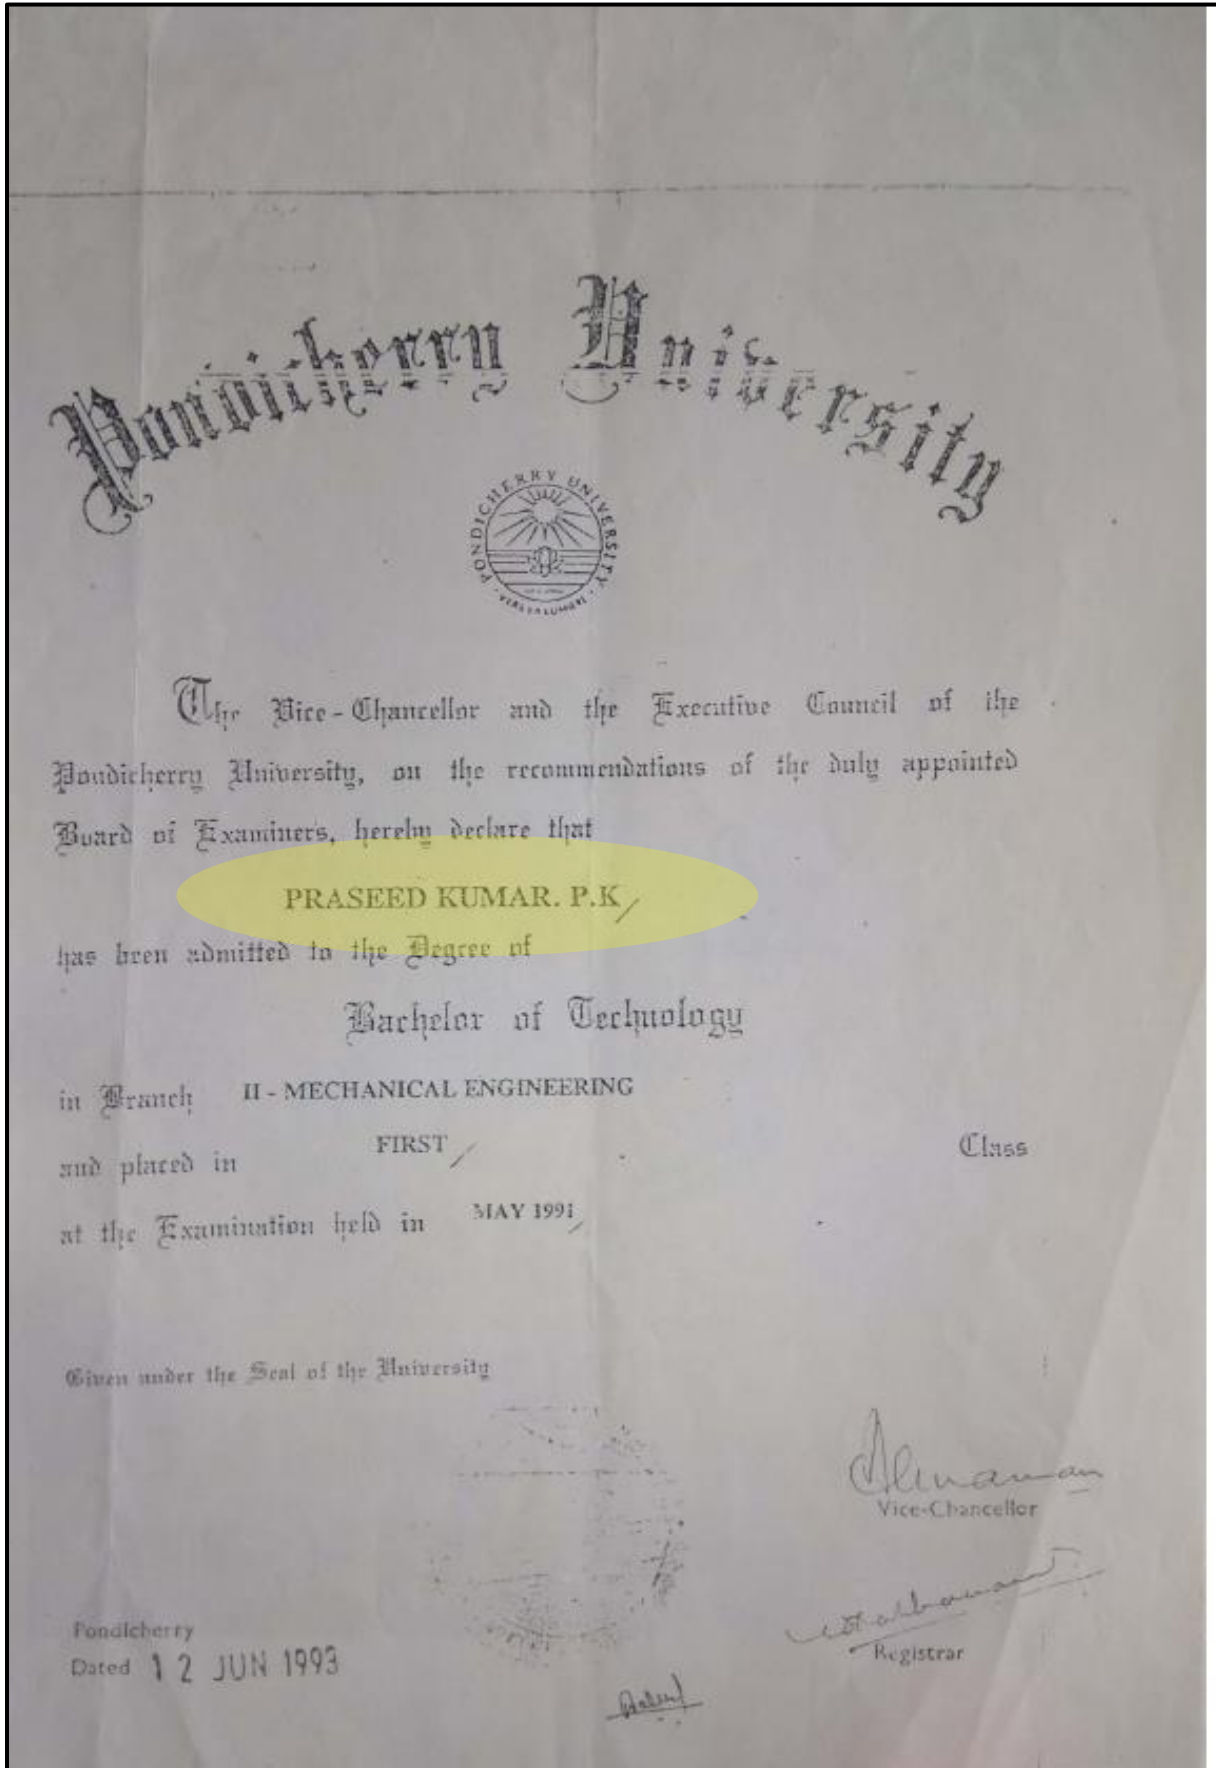 Pondicherry University
PONDICHERRY UNIVERSITY
VERS LA LUMIERE
The Vice-Chancellor and the Executive Council of the
Pondicherry University, on the recommendations of the duly appointed
Board of Examiners, hereby declare that
PRASEED KUMAR. P.K/
has been admitted to the Degree of
Bachelor of Technology
in Branch II - MECHANICAL ENGINEERING
and placed in FIRST/ Class
at the Examination held in MAY 1991/
Given under the Seal of the University
Vice-Chancellor
Pondicherry
Dated 12 JUN 1993
Registrar